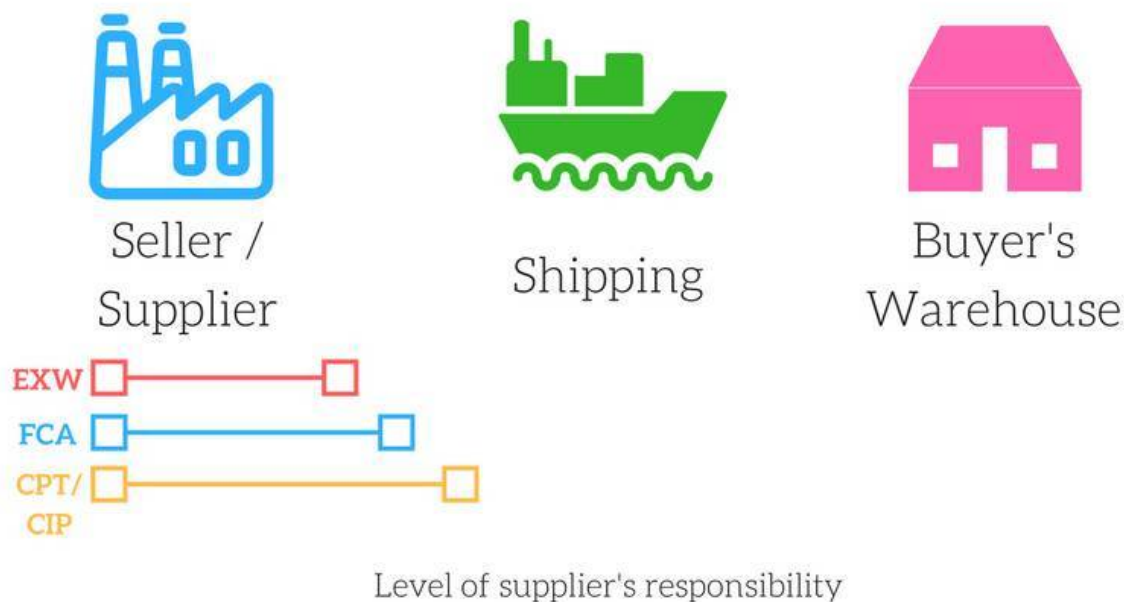 Seller /
Supplier
Shipping
Buyer's
Warehouse
EXW
FCA
CPT/
CIP
Level of supplier's responsibility